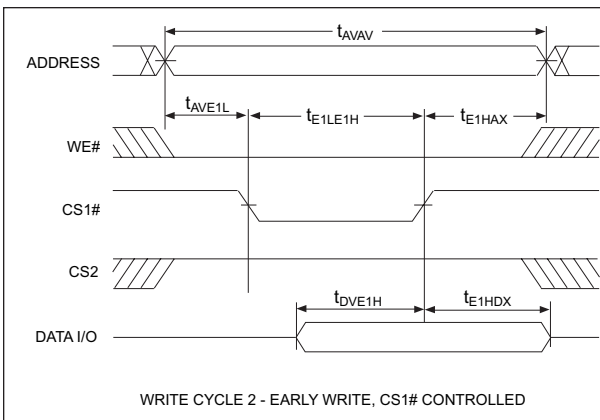 tAVAV
ADDRESS
tAVE1L tE1LE1H tE1HAX
WE#
CS1#
CS2
tDVE1H tE1HDX
DATA I/O
WRITE CYCLE 2 - EARLY WRITE, CS1# CONTROLLED